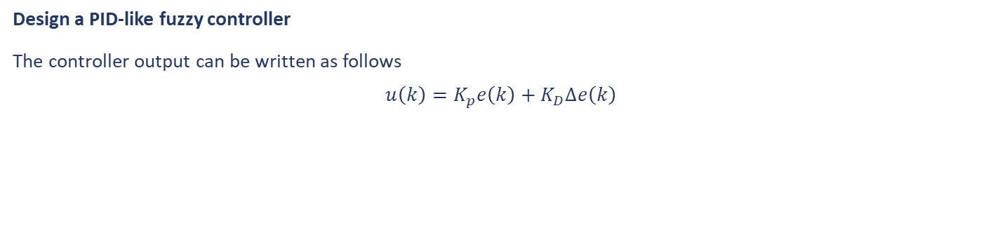 Design a PID-like fuzzy controller
The controller output can be written as follows
u(k) = K_p e(k) + K_D Δe(k)